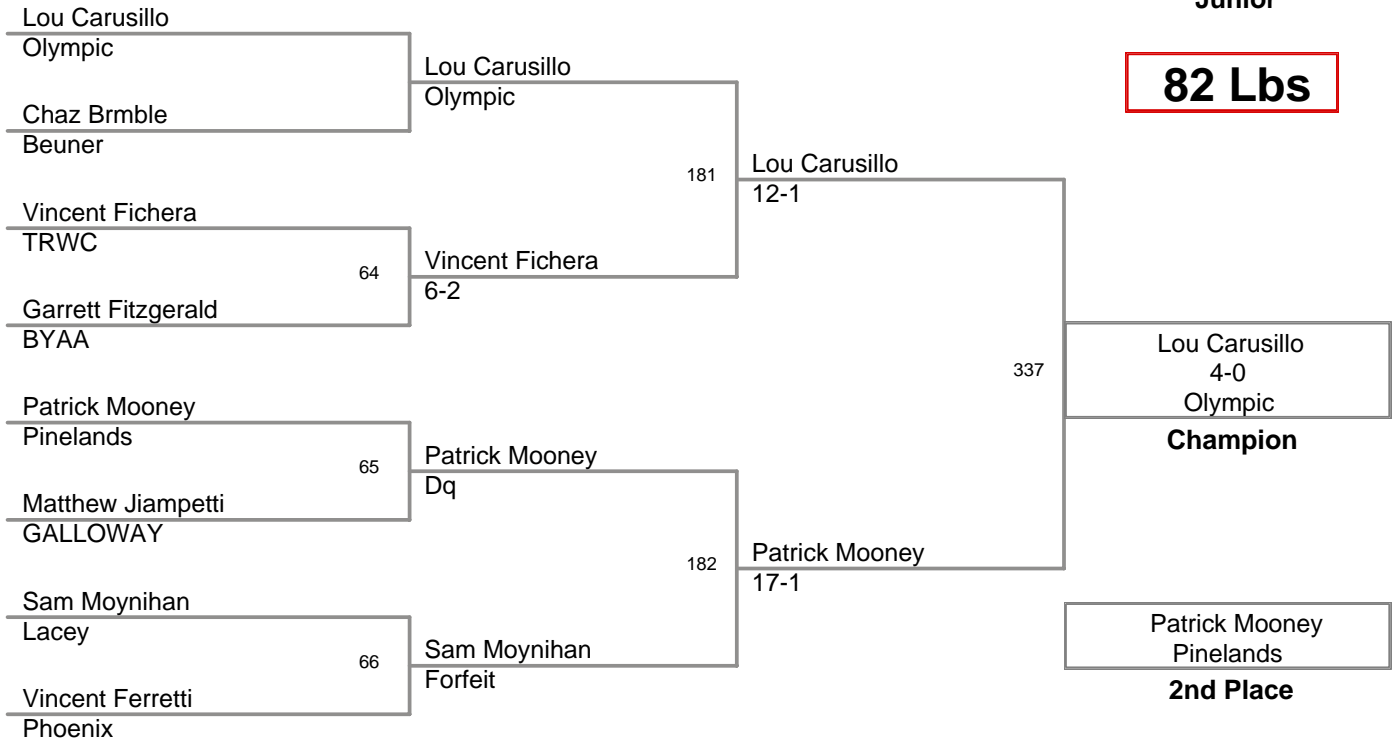 Junior
82 Lbs
Lou Carusillo
Olympic
Chaz Brmble
Beuner
Vincent Fichera
TRWC
64
Garrett Fitzgerald
BYAA
Patrick Mooney
Pinelands
65
Matthew Jiampetti
GALLOWAY
Sam Moynihan
Lacey
66
Vincent Ferretti
Phoenix
Lou Carusillo
Olympic
181
Vincent Fichera
6-2
Patrick Mooney
Dq
182
Sam Moynihan
Forfeit
Lou Carusillo
12-1
337
Patrick Mooney
17-1
Lou Carusillo
4-0
Olympic
Champion
Patrick Mooney
Pinelands
2nd Place